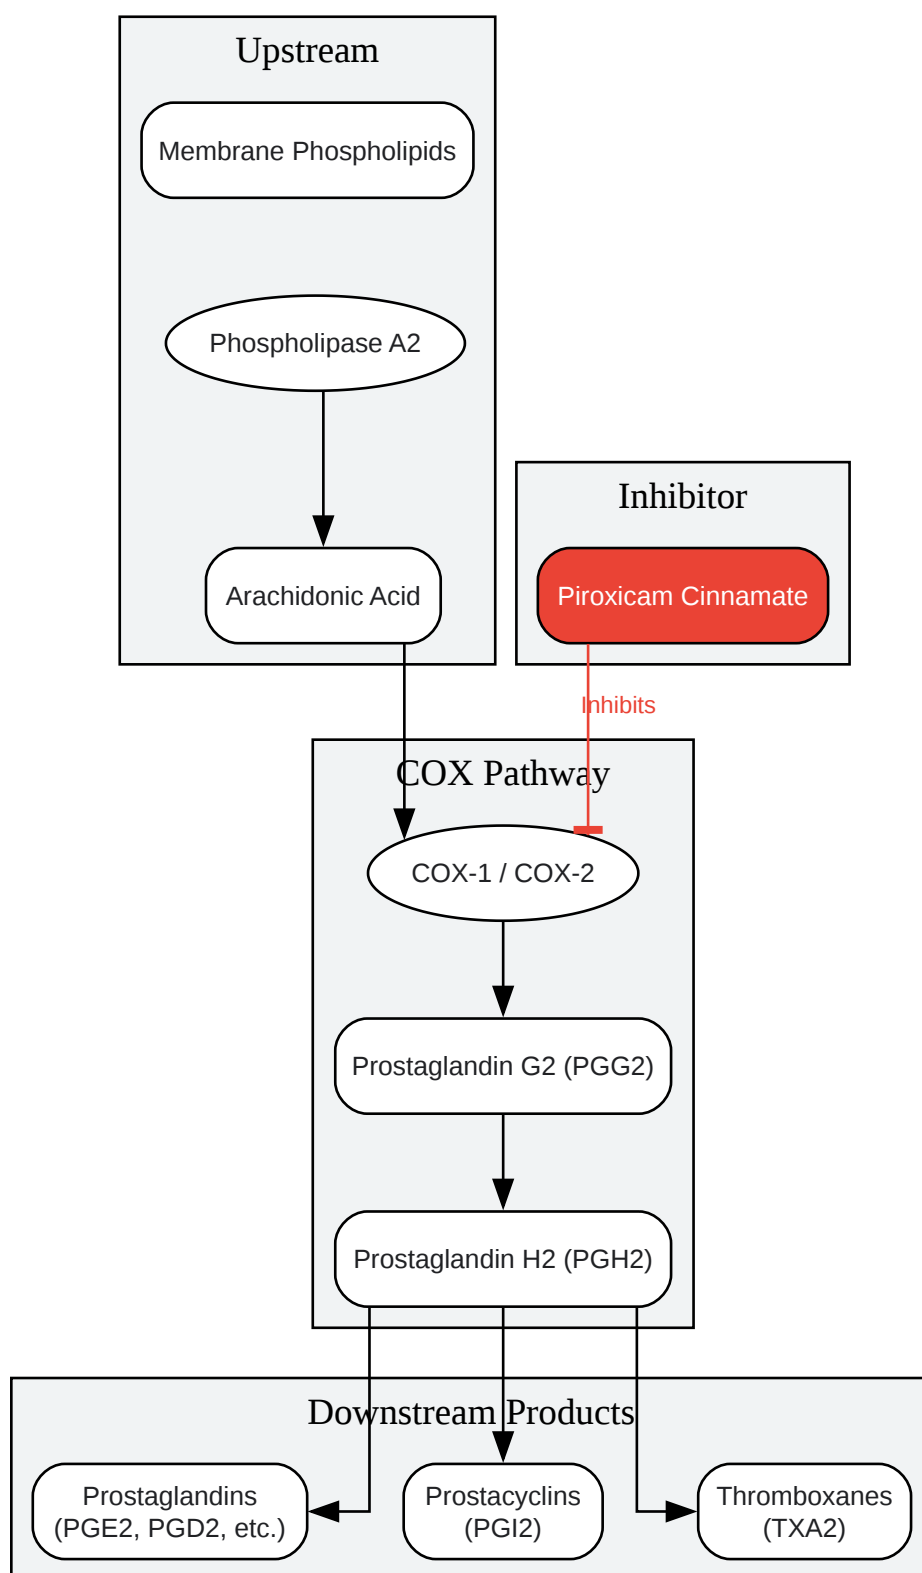 Upstream
Membrane Phospholipids
Phospholipase A2
Arachidonic Acid
Inhibitor
Piroxicam Cinnamate
Inhibits
COX Pathway
COX-1 / COX-2
Prostaglandin G2 (PGG2)
Prostaglandin H2 (PGH2)
Downstream Products
Prostaglandins
(PGE2, PGD2, etc.)
Prostacyclins
(PGI2)
Thromboxanes
(TXA2)